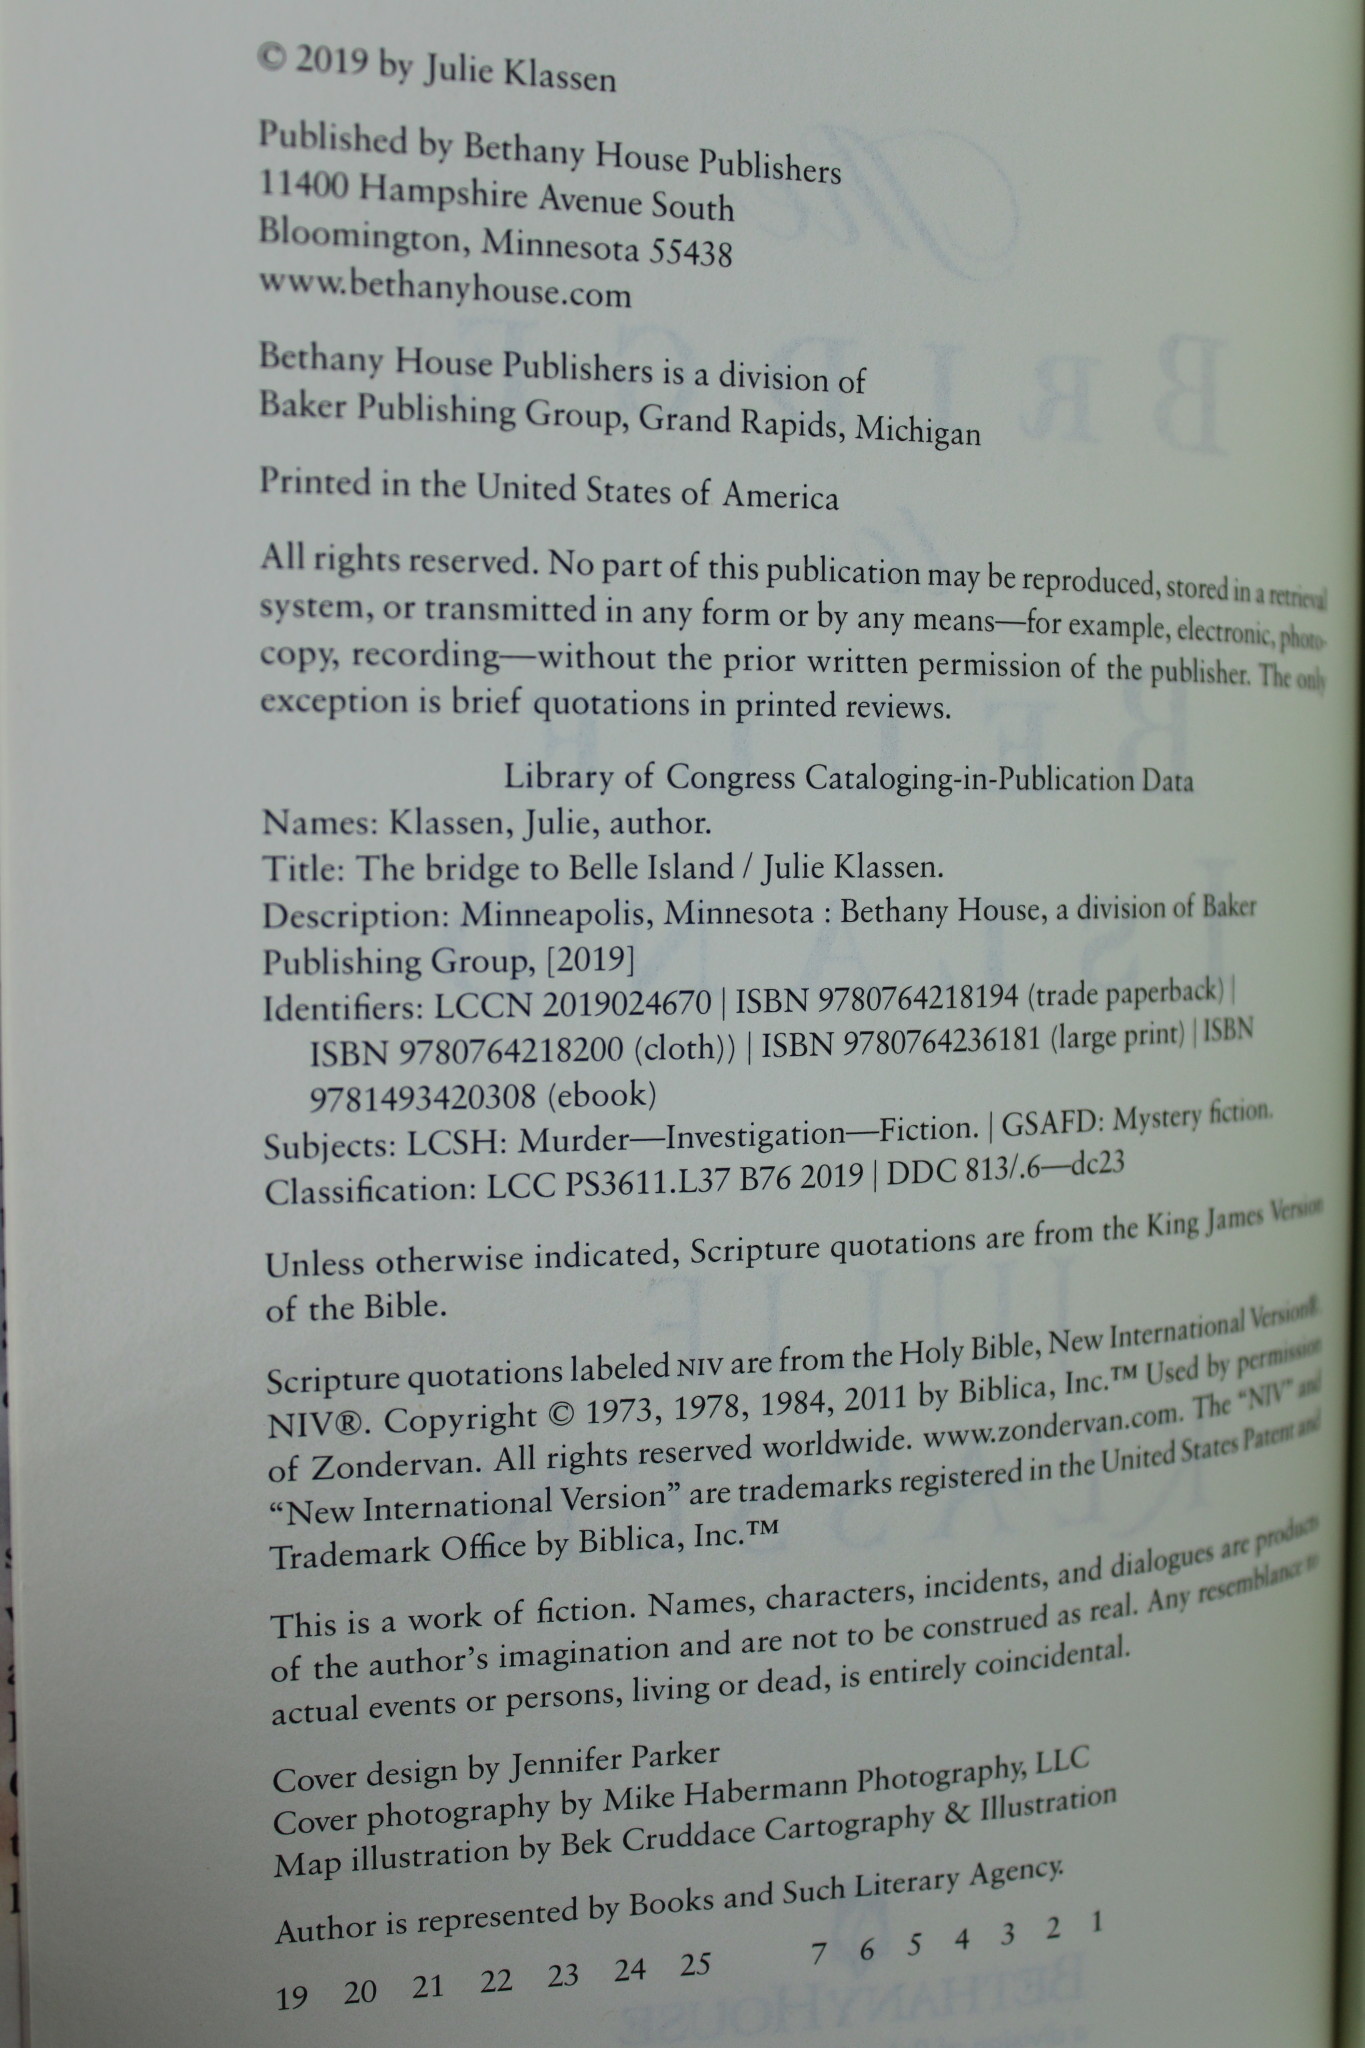 © 2019 by Julie Klassen
Published by Bethany House Publishers
11400 Hampshire Avenue South
Bloomington, Minnesota 55438
www.bethanyhouse.com
Bethany House Publishers is a division of
Baker Publishing Group, Grand Rapids, Michigan
Printed in the United States of America
All rights reserved. No part of this publication may be reproduced, stored in a retrieval
system, or transmitted in any form or by any means—for example, electronic, photo-
copy, recording—without the prior written permission of the publisher. The only
exception is brief quotations in printed reviews.
Library of Congress Cataloging-in-Publication Data
Names: Klassen, Julie, author.
Title: The bridge to Belle Island / Julie Klassen.
Description: Minneapolis, Minnesota : Bethany House, a division of Baker
Publishing Group, [2019]
Identifiers: LCCN 2019024670 | ISBN 9780764218194 (trade paperback) |
ISBN 9780764218200 (cloth)) | ISBN 9780764236181 (large print) | ISBN
9781493420308 (ebook)
Subjects: LCSH: Murder—Investigation—Fiction. | GSAFD: Mystery fiction.
Classification: LCC PS3611.L37 B76 2019 | DDC 813/.6—dc23
Unless otherwise indicated, Scripture quotations are from the King James Version
of the Bible.
Scripture quotations labeled NIV are from the Holy Bible, New International Version®.
NIV®. Copyright © 1973, 1978, 1984, 2011 by Biblica, Inc.™ Used by permission
of Zondervan. All rights reserved worldwide. www.zondervan.com. The “NIV” and
“New International Version” are trademarks registered in the United States Patent and
Trademark Office by Biblica, Inc.™
This is a work of fiction. Names, characters, incidents, and dialogues are products
of the author’s imagination and are not to be construed as real. Any resemblance to
actual events or persons, living or dead, is entirely coincidental.
Cover design by Jennifer Parker
Cover photography by Mike Habermann Photography, LLC
Map illustration by Bek Cruddace Cartography & Illustration
Author is represented by Books and Such Literary Agency.
19 20 21 22 23 24 25 7 6 5 4 3 2 1